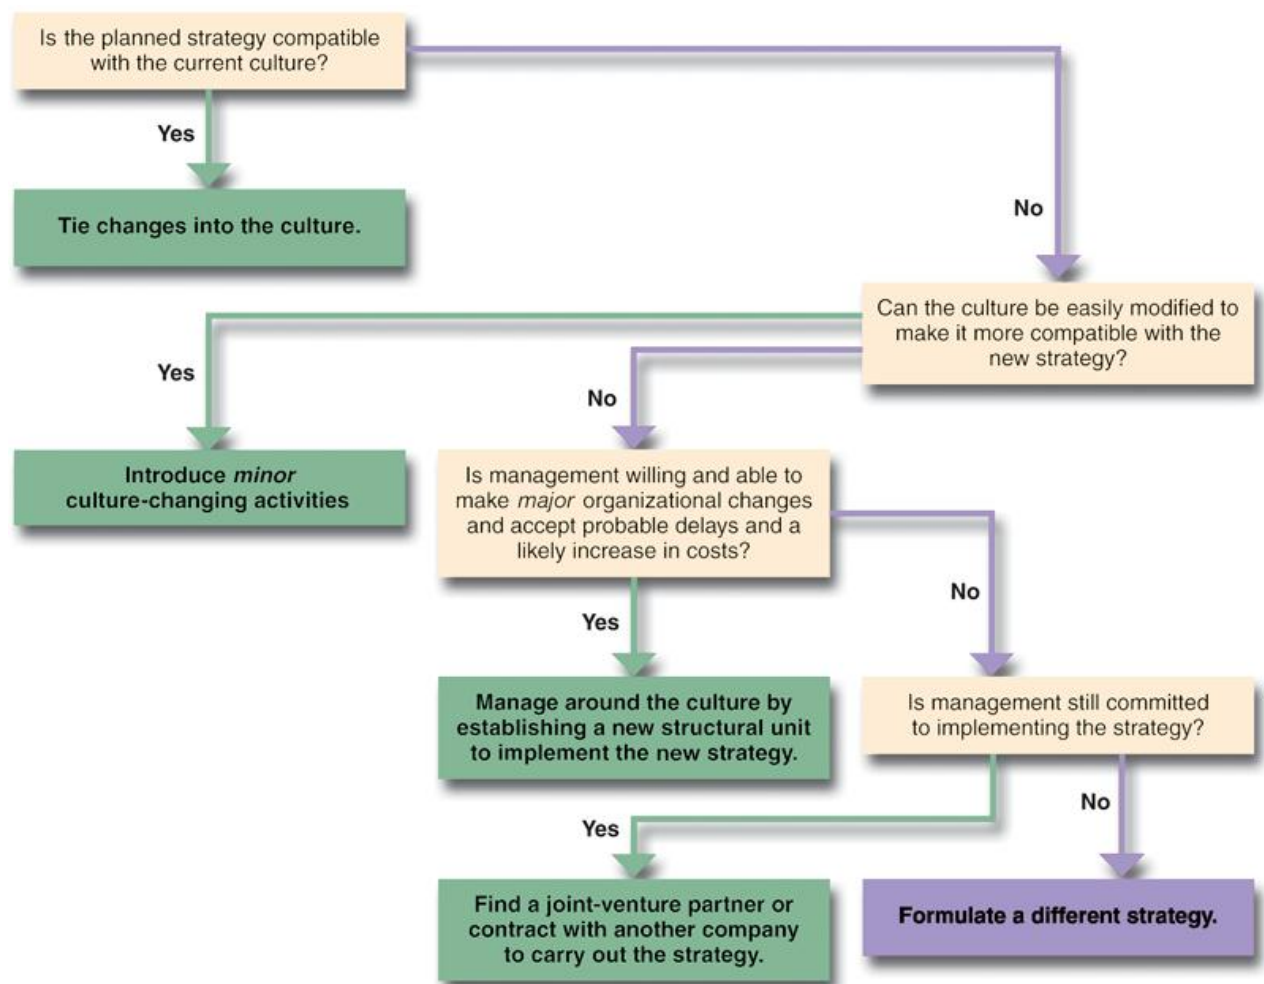 Is the planned strategy compatible
with the current culture?
Yes
No
Tie changes into the culture.
Can the culture be easily modified to
make it more compatible with the
new strategy?
Yes
No
Introduce minor
culture-changing activities
Is management willing and able to
make major organizational changes
and accept probable delays and a
likely increase in costs?
Yes
No
Manage around the culture by
establishing a new structural unit
to implement the new strategy.
Is management still committed
to implementing the strategy?
Yes
No
Find a joint-venture partner or
contract with another company
to carry out the strategy.
Formulate a different strategy.